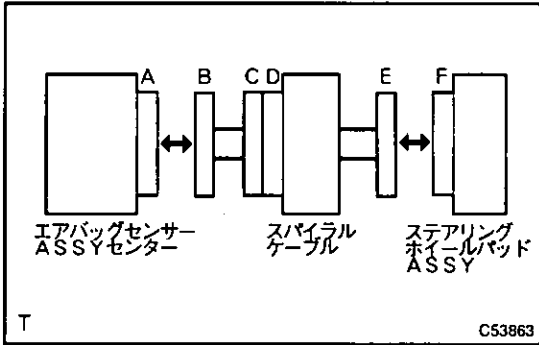 A B C D E F
エアバッグセンサー
ASSYセンター
スパイラル
ケーブル
ステアリング
ホイールパッド
ASSY
T
C53863